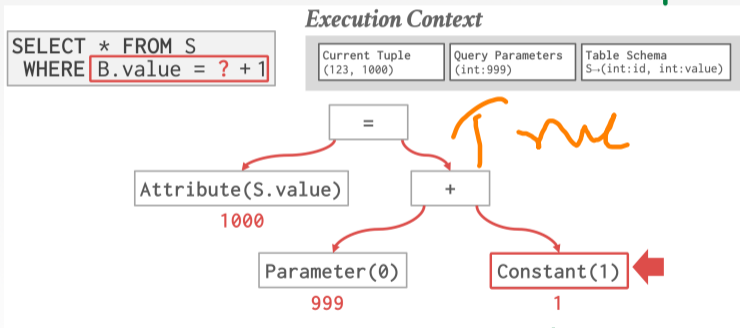 Execution Context
SELECT * FROM S
WHERE B.value = ? + 1
Current Tuple
(123, 1000)
Query Parameters
(int:999)
Table Schema
S→(int:id, int:value)
=
True
Attribute(S.value)
+
1000
Parameter(0)
Constant(1)
999
1